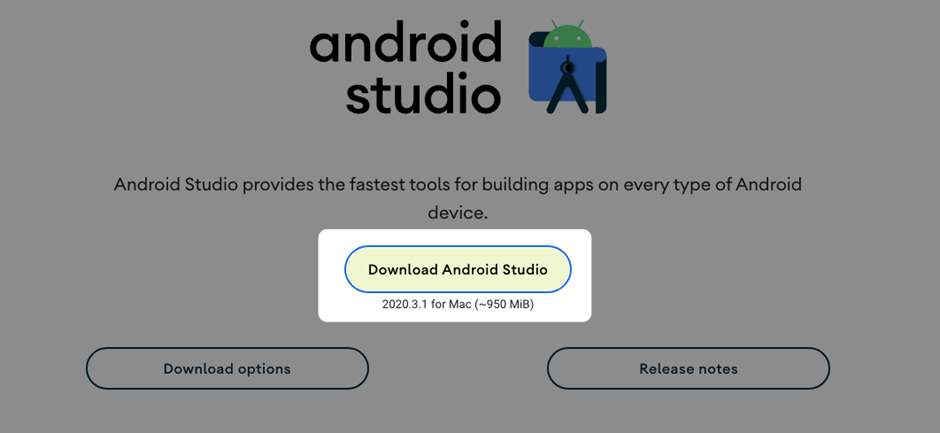 android
studio
Android Studio provides the fastest tools for building apps on every type of Android
device.
Download Android Studio
2020.3.1 for Mac (~950 MiB)
Download options
Release notes